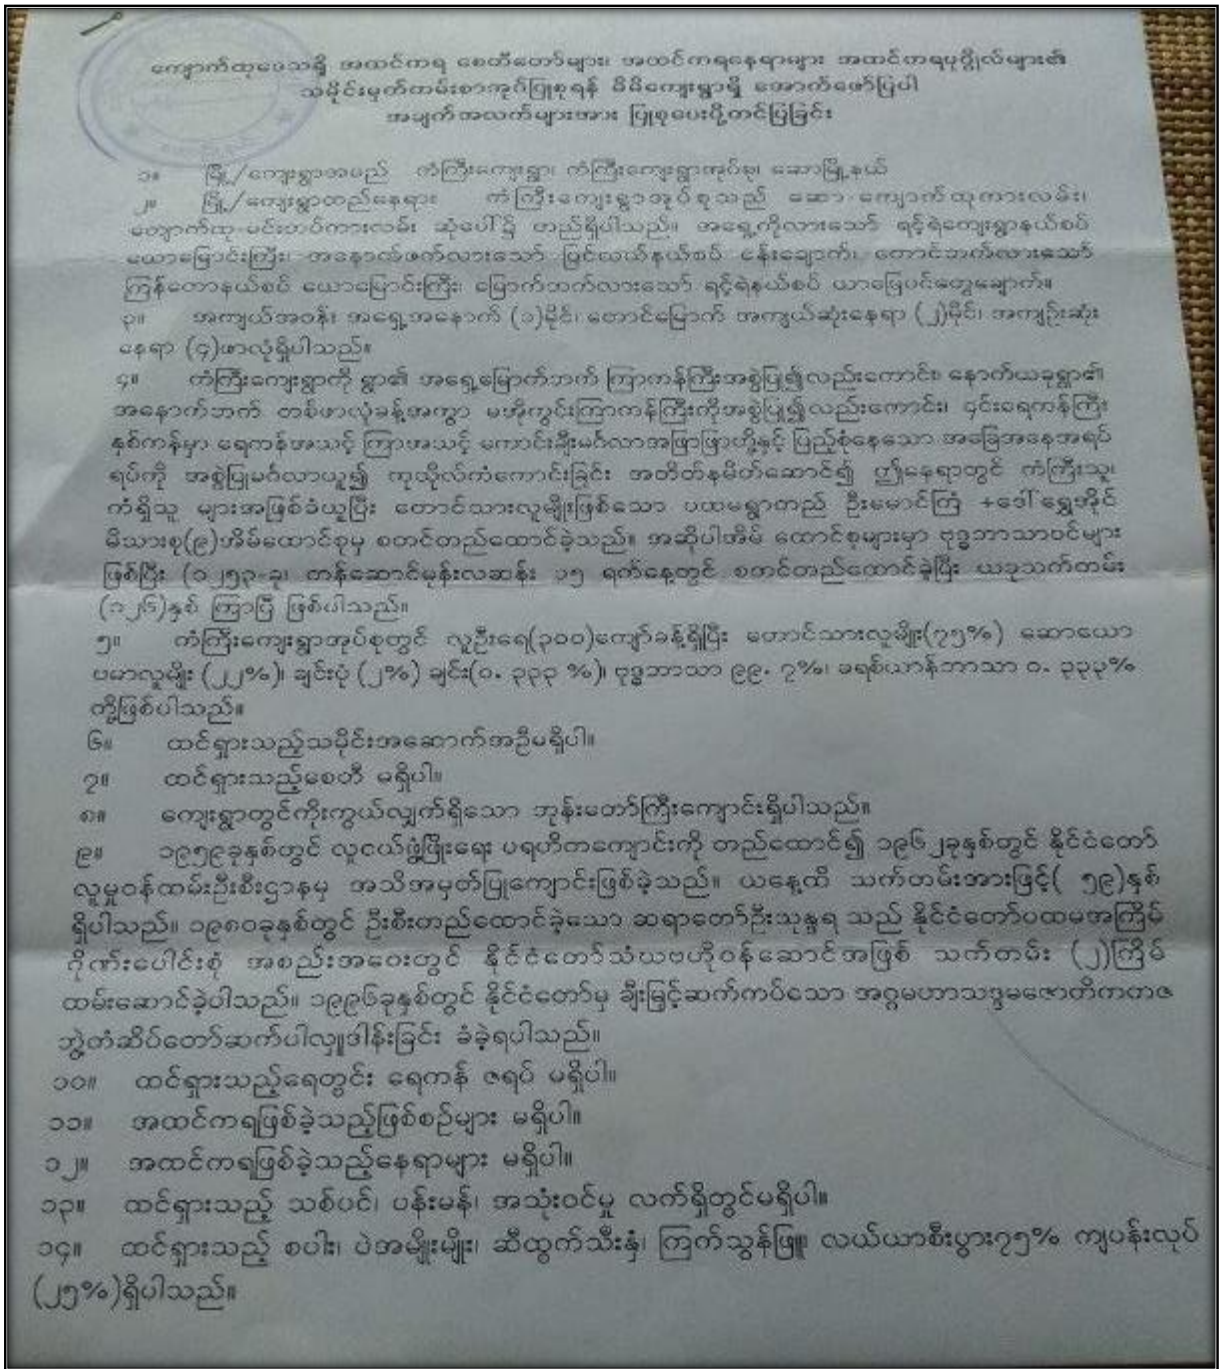 ကျောက်ထုဒေသရှိ အထင်ကရ စေတီတော်များ၊ အထင်ကရနေရာများ အထင်ကရပုဂ္ဂိုလ်များ၏
သမိုင်းမှတ်တမ်းစာအုပ်ပြုစုရန် မိမိကျေးရွာရှိ အောက်ဖော်ပြပါ
အချက်အလက်များအား ပြုစုပေးပို့တင်ပြခြင်း
၁။ မြို့/ကျေးရွာအမည် ကံကြီးကျေးရွာ၊ ကံကြီးကျေးရွာအုပ်စု၊ ဆောမြို့နယ်
၂။ မြို့/ကျေးရွာတည်နေရာ။ ကံကြီးကျေးရွာအုပ်စုသည် ဆော-ကျောက်ထုကားလမ်း၊
ကျောက်ထု-မင်းတပ်ကားလမ်း ဆုံပေါ်၌ တည်ရှိပါသည်။ အရှေ့ကိုလားသော် ရင့်ရဲကျေးရွာနယ်စပ်
ယောမြောင်းကြီး၊ အနောက်ဖက်လားသော် ပြင်လယ်နယ်စပ် ငန်းချောက်၊ တောင်ဘက်လားသော်
ကြန်တောနယ်စပ် ယောမြောင်းကြီး၊ မြောက်ဘက်လားသော် ရင့်ရဲနယ်စပ် ယာမြေပင်တွေချောက်။
၃။ အကျယ်အဝန်း၊ အရှေ့အနောက် (၁)မိုင်၊ တောင်မြောက် အကျယ်ဆုံးနေရာ (၂)မိုင်၊ အကျဉ်းဆုံး
နေရာ (၄)ဖာလုံရှိပါသည်။
၄။ ကံကြီးကျေးရွာကို ရွာ၏ အရှေ့မြောက်ဘက် ကြာကန်ကြီးအစွဲပြု၍လည်းကောင်း၊ နောက်ယခုရွာ၏
အနောက်ဘက် တစ်ဖာလုံခန့်အကွာ မအိုကွင်းကြာကန်ကြီးကိုအစွဲပြု၍လည်းကောင်း၊ ၎င်းရေကန်ကြီး
နှစ်ကန်မှာ ရေကန်အသင့် ကြာအသင့် ကောင်းချီးမင်္ဂလာအဖြာဖြာတို့နှင့် ပြည့်စုံနေသော အခြေအနေအရပ်
ရပ်ကို အစွဲပြုမင်္ဂလာယူ၍ ကုသိုလ်ကံကောင်းခြင်း အတိတ်နမိတ်ဆောင်၍ ဤနေရာတွင် ကံကြီးသူ၊
ကံရှိသူ များအဖြစ်ခံယူပြီး တောင်သားလူမျိုးဖြစ်သော ပထမရွာတည် ဦးမောင်ကြံ +ဒေါ်ရွှေအိုင်
မိသားစု(၉)အိမ်ထောင်စုမှ စတင်တည်ထောင်ခဲ့သည်။ အဆိုပါအိမ် ထောင်စုများမှာ ဗုဒ္ဓဘာသာဝင်များ
ဖြစ်ပြီး (၁၂၅၃-ခု၊ တန်ဆောင်မုန်းလဆန်း ၁၅ ရက်နေ့တွင် စတင်တည်ထောင်ခဲ့ပြီး ယခုသက်တမ်း
(၁၂၆)နှစ် ကြာပြီ ဖြစ်ပါသည်။
၅။ ကံကြီးကျေးရွာအုပ်စုတွင် လူဦးရေ(၃၀၀)ကျော်ခန့်ရှိပြီး တောင်သားလူမျိုး(၇၅%) ဆောယော
ဗမာလူမျိုး (၂၂%)၊ ချင်းပုံ (၂%) ချင်း(၀. ၃၃၃ %)၊ ဗုဒ္ဓဘာသာ ၉၉. ၇%၊ ခရစ်ယာန်ဘာသာ ၀. ၃၃၃%
တို့ဖြစ်ပါသည်။
၆။ ထင်ရှားသည့်သမိုင်းအဆောက်အဦမရှိပါ။
၇။ ထင်ရှားသည့်စေတီ မရှိပါ။
၈။ ကျေးရွာတွင်ကိုးကွယ်လျှက်ရှိသော ဘုန်းတော်ကြီးကျောင်းရှိပါသည်။
၉။ ၁၉၅၉ခုနှစ်တွင် လူငယ်ဖွံ့ဖြိုးရေး ပရဟိတကျောင်းကို တည်ထောင်၍ ၁၉၆၂ခုနှစ်တွင် နိုင်ငံတော်
လူမှုဝန်ထမ်းဦးစီးဌာနမှ အသိအမှတ်ပြုကျောင်းဖြစ်ခဲ့သည်။ ယနေ့ထိ သက်တမ်းအားဖြင့်( ၅၉)နှစ်
ရှိပါသည်။ ၁၉၈၀ခုနှစ်တွင် ဦးစီးတည်ထောင်ခဲ့သော ဆရာတော်ဦးသုန္ဒရ သည် နိုင်ငံတော်ပထမအကြိမ်
ဂိုဏ်းပေါင်းစုံ အစည်းအဝေးတွင် နိုင်ငံတော်သံဃဗဟိုဝန်ဆောင်အဖြစ် သက်တမ်း (၂)ကြိမ်
ထမ်းဆောင်ခဲ့ပါသည်။ ၁၉၉၆ခုနှစ်တွင် နိုင်ငံတော်မှ ချီးမြှင့်ဆက်ကပ်သော အဂ္ဂမဟာသဒ္ဓမဇောတိကဘဇ
ဘွဲ့တံဆိပ်တော်ဆက်ပါလှူဒါန်းခြင်း ခံခဲ့ရပါသည်။
၁၀။ ထင်ရှားသည့်ရေတွင်း ရေကန် ဇရပ် မရှိပါ။
၁၁။ အထင်ကရဖြစ်ခဲ့သည့်ဖြစ်စဉ်များ မရှိပါ။
၁၂။ အထင်ကရဖြစ်ခဲ့သည့်နေရာများ မရှိပါ။
၁၃။ ထင်ရှားသည့် သစ်ပင်၊ ပန်းမန်၊ အသုံးဝင်မှု လက်ရှိတွင်မရှိပါ။
၁၄။ ထင်ရှားသည့် စပါး၊ ပဲအမျိုးမျိုး၊ ဆီထွက်သီးနှံ၊ ကြက်သွန်ဖြူ၊ လယ်ယာစီးပွား၇၅% ကျပန်းလုပ်
(၂၅%)ရှိပါသည်။